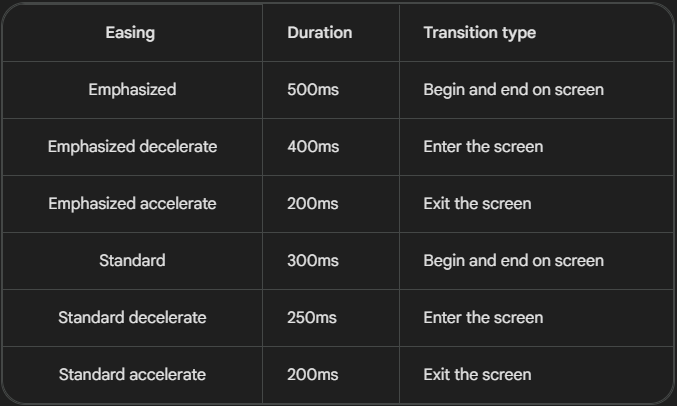 Easing Duration Transition type
Emphasized 500ms Begin and end on screen
Emphasized decelerate 400ms Enter the screen
Emphasized accelerate 200ms Exit the screen
Standard 300ms Begin and end on screen
Standard decelerate 250ms Enter the screen
Standard accelerate 200ms Exit the screen